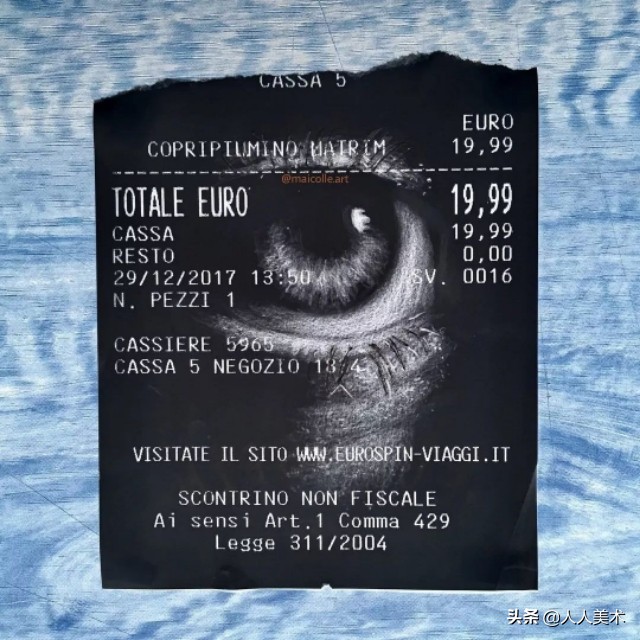 CASSA 5
EURO
COPRIPIUMINO MATRIM 19,99
@maicolle.art
TOTALE EURO 19,99
CASSA 19,99
RESTO 0,00
29/12/2017 13:50 SV. 0016
N. PEZZI 1
CASSIERE 5965
CASSA 5 NEGOZIO
VISITATE IL SITO WWW.EUROSPIN-VIAGGI.IT
SCONTRINO NON FISCALE
Ai sensi Art.1 Comma 429
Legge 311/2004
头条 @人人美术